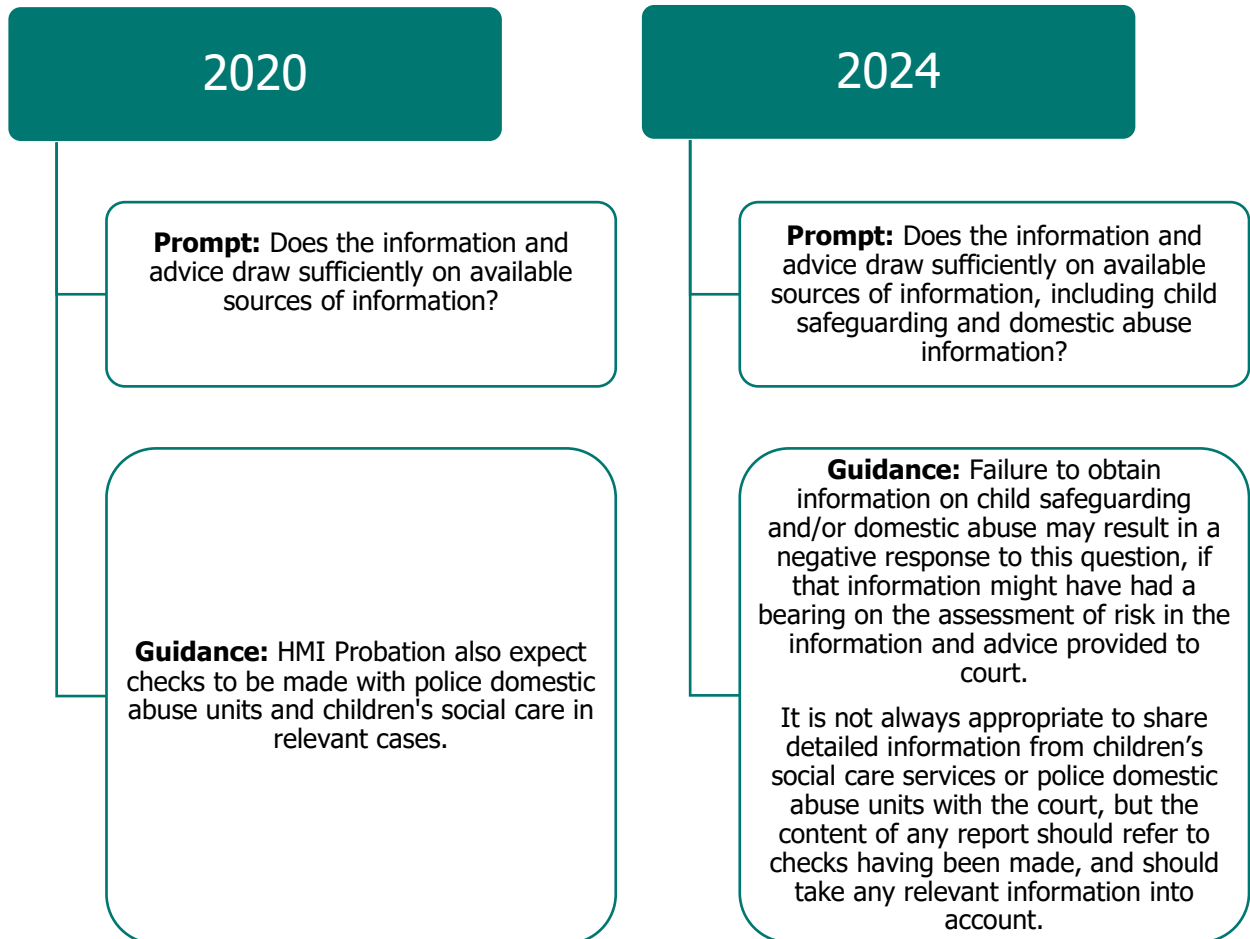 2020
Prompt: Does the information and
advice draw sufficiently on available
sources of information?
Guidance: HMI Probation also expect
checks to be made with police domestic
abuse units and children's social care in
relevant cases.
2024
Prompt: Does the information and
advice draw sufficiently on available
sources of information, including child
safeguarding and domestic abuse
information?
Guidance: Failure to obtain
information on child safeguarding
and/or domestic abuse may result in a
negative response to this question, if
that information might have had a
bearing on the assessment of risk in the
information and advice provided to
court.
It is not always appropriate to share
detailed information from children’s
social care services or police domestic
abuse units with the court, but the
content of any report should refer to
checks having been made, and should
take any relevant information into
account.